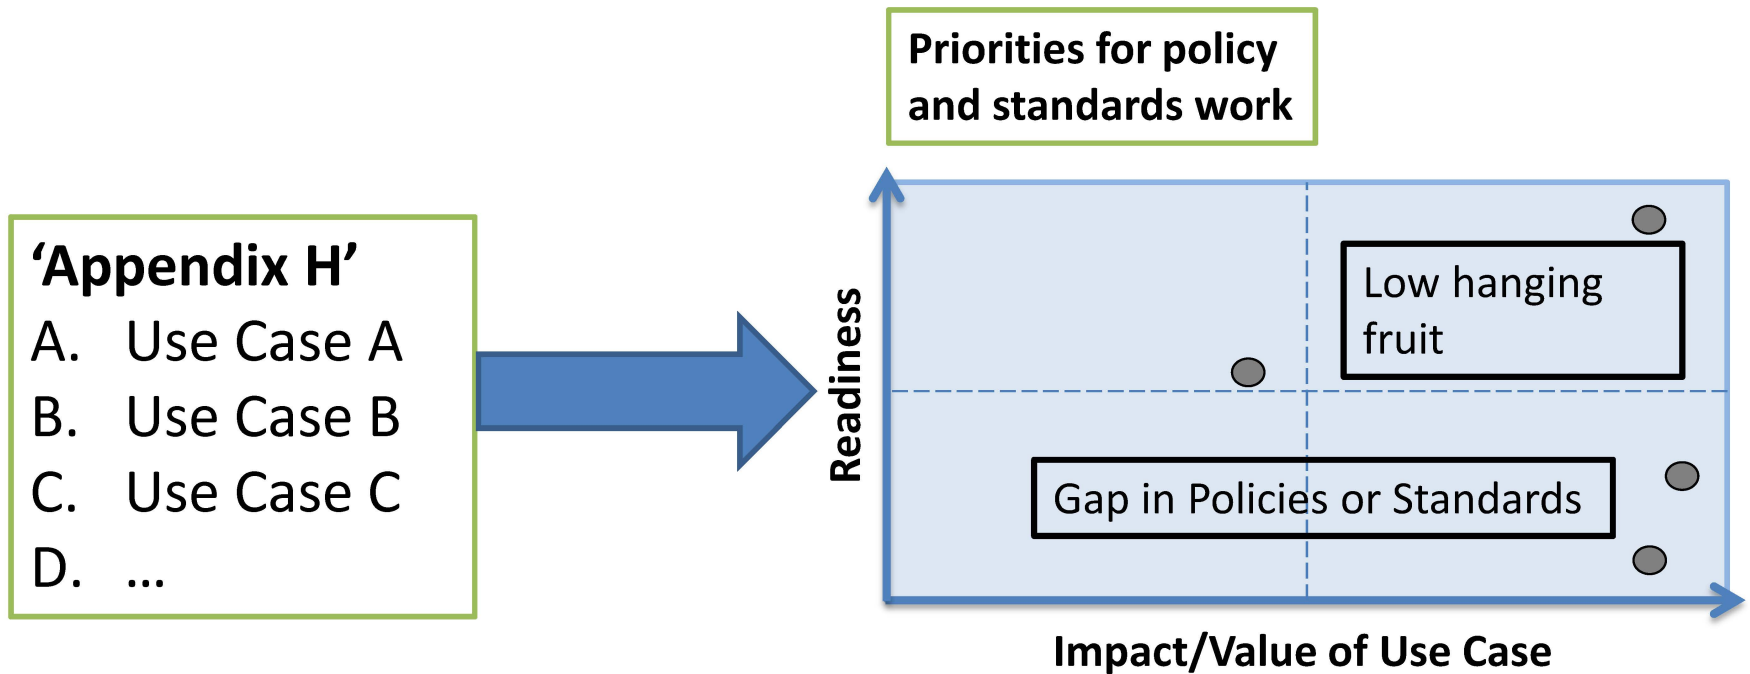 Priorities for policy
and standards work
‘Appendix H’
A. Use Case A
B. Use Case B
C. Use Case C
D. ...
Readiness
Low hanging
fruit
Gap in Policies or Standards
Impact/Value of Use Case